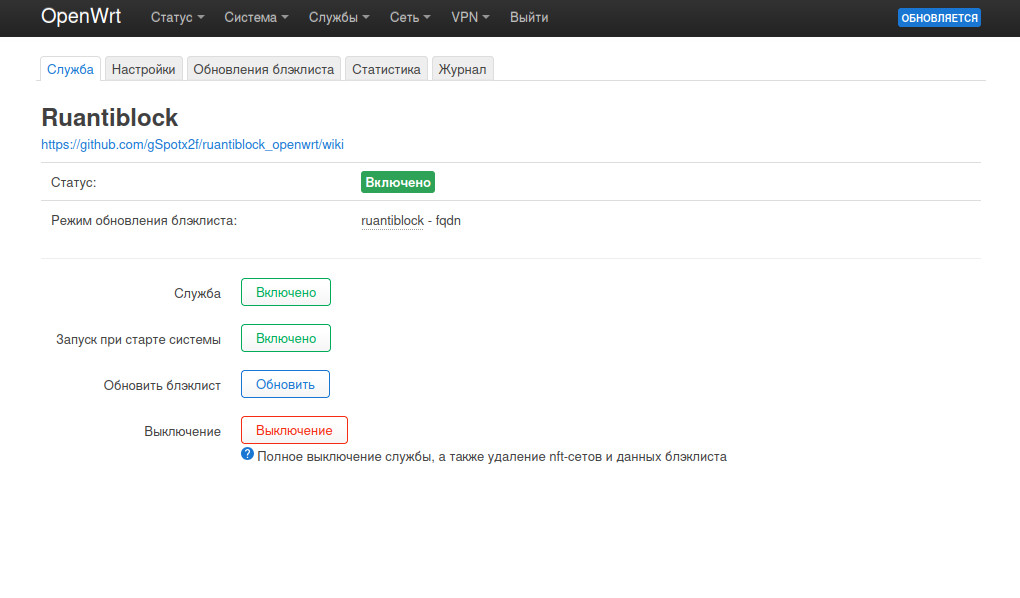 OpenWrt Статус Система Службы Сеть VPN Выйти ОБНОВЛЯЕТСЯ
Служба Настройки Обновления блэклиста Статистика Журнал
Ruantiblock
https://github.com/gSpotx2f/ruantiblock_openwrt/wiki
Статус: Включено
Режим обновления блэклиста: ruantiblock - fqdn
Служба Включено
Запуск при старте системы Включено
Обновить блэклист Обновить
Выключение Выключение
? Полное выключение службы, а также удаление nft-сетов и данных блэклиста